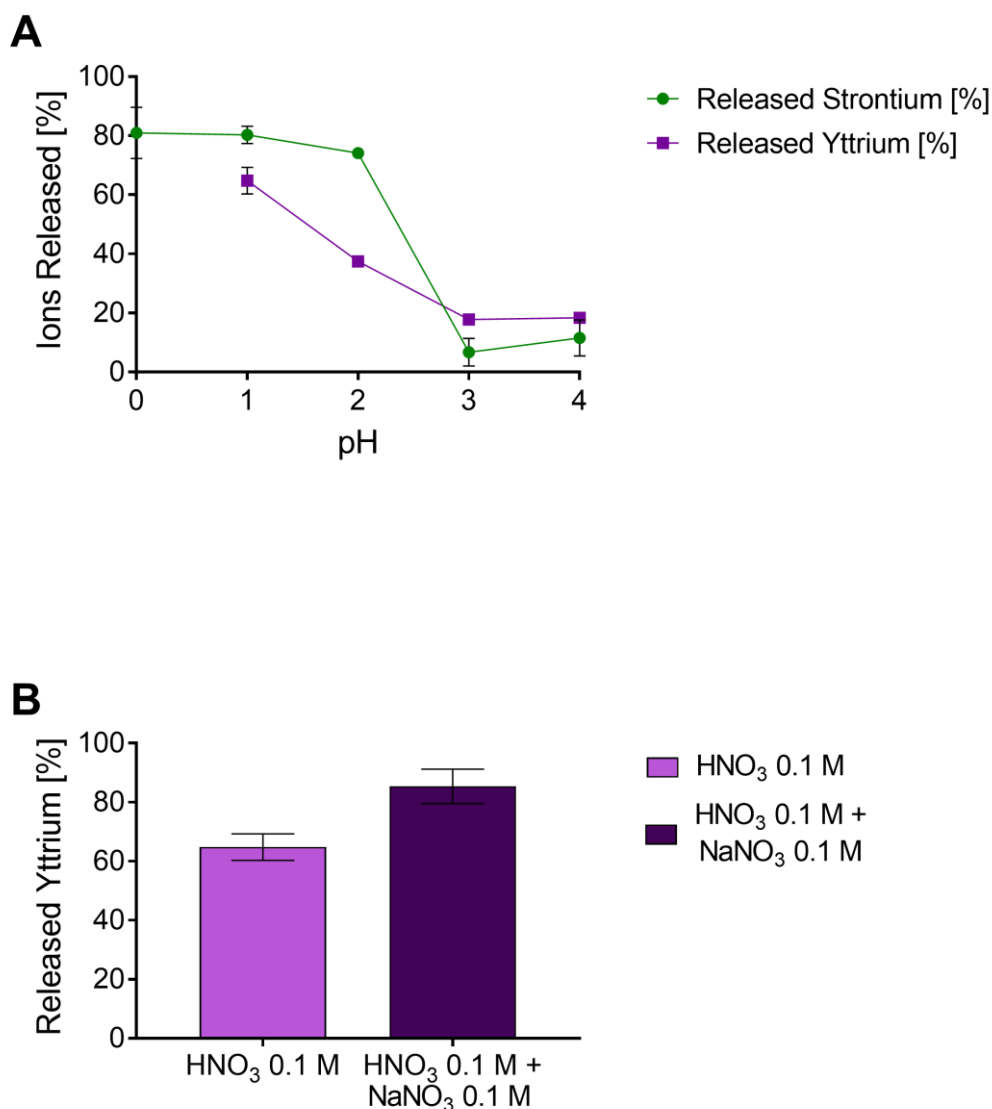 A
Ions Released [%]
100
80
60
40
20
0
0 1 2 3 4
pH
Released Strontium [%]
Released Yttrium [%]
B
Released Yttrium [%]
100
80
60
40
20
0
HNO₃ 0.1 M
HNO₃ 0.1 M +
NaNO₃ 0.1 M
HNO₃ 0.1 M
HNO₃ 0.1 M +
NaNO₃ 0.1 M